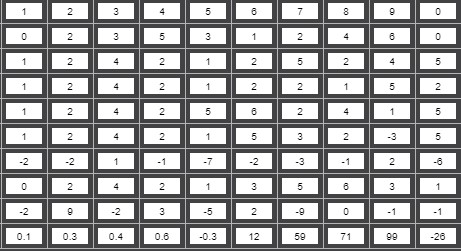 1 2 3 4 5 6 7 8 9 0
0 2 3 5 3 1 2 4 6 0
1 2 4 2 1 2 5 2 4 5
1 2 4 2 1 2 2 1 5 2
1 2 4 2 5 6 2 4 1 5
1 2 4 2 1 5 3 2 -3 5
-2 -2 1 -1 -7 -2 -3 -1 2 -6
0 2 4 2 1 3 5 6 3 1
-2 9 -2 3 -5 2 -9 0 -1 -1
0.1 0.3 0.4 0.6 -0.3 12 59 71 99 -26